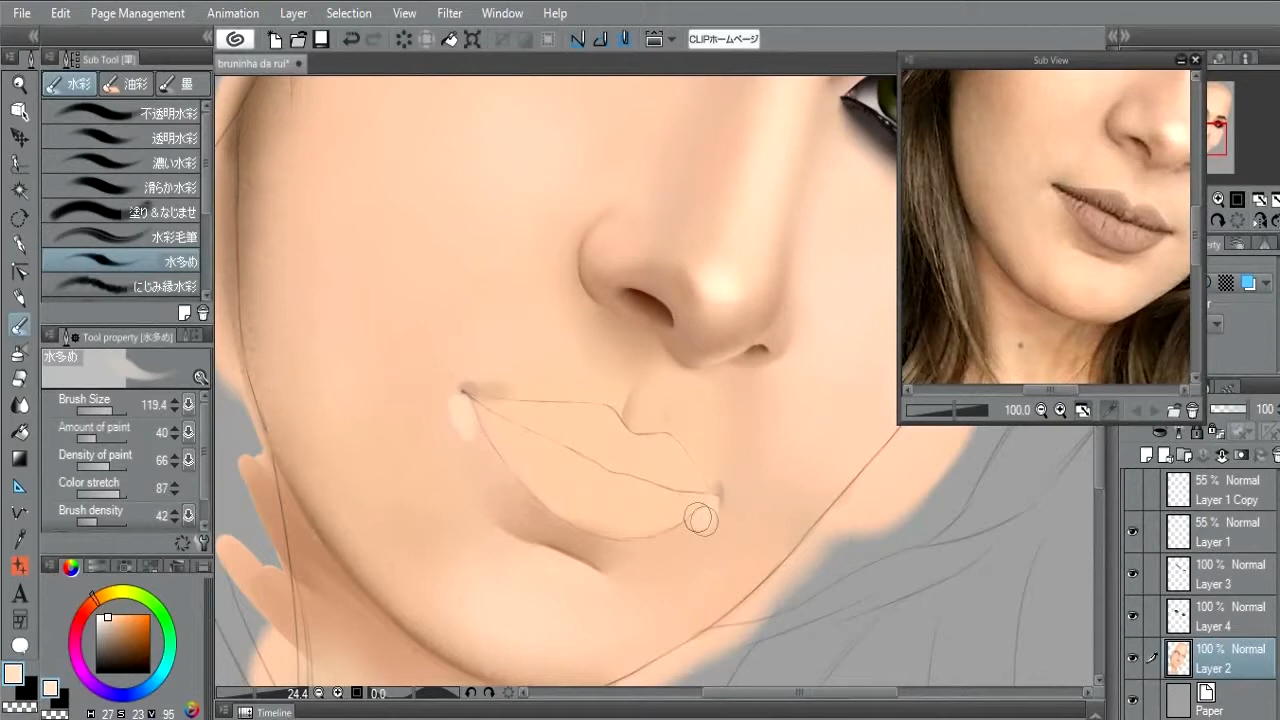 File Edit Page Management Animation Layer Selection View Filter Window Help
CLIPホームページ
Sub Tool [筆]
bruninha da rui*
Sub View
水彩 油彩 墨
不透明水彩
透明水彩
濃い水彩
滑らか水彩
塗り&なじませ
水彩毛筆
水多め
にじみ縁水彩
Tool property [水多め]
水多め
Brush Size 119.4
Amount of paint 40
Density of paint 66
Color stretch 87
Brush density 42
H 27 S 23 V 95
24.4
0.0
Timeline
100.0
100
55 % Normal
Layer 1 Copy
55 % Normal
Layer 1
100 % Normal
Layer 3
100 % Normal
Layer 4
100 % Normal
Layer 2
Paper